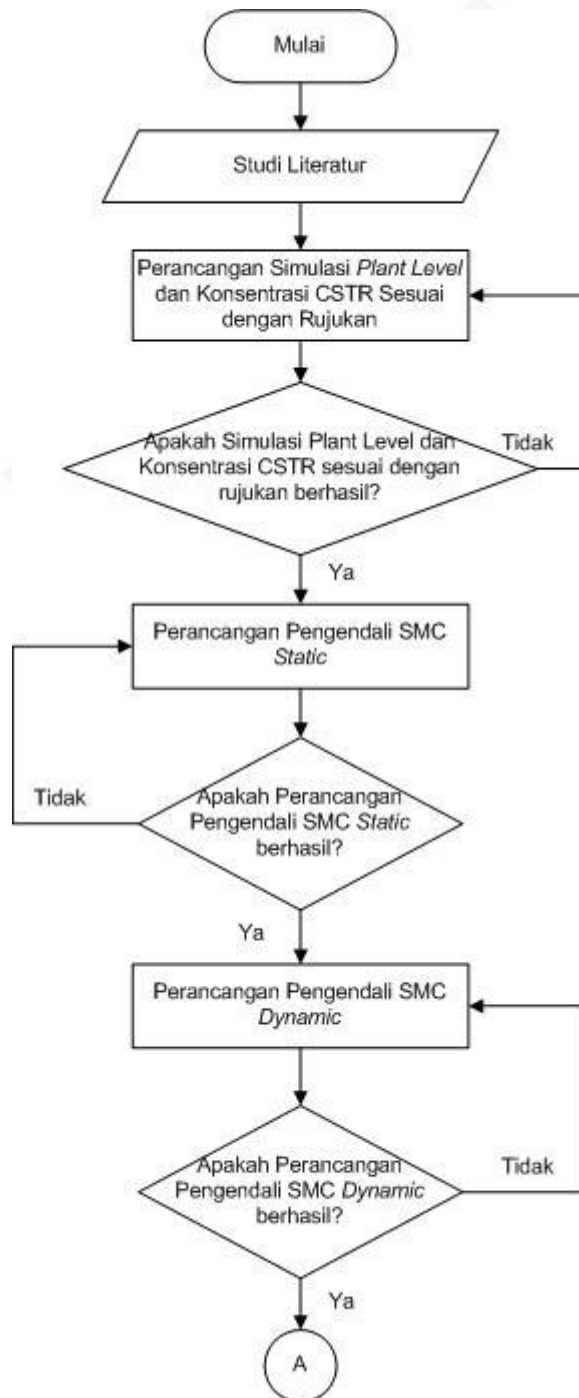 Mulai
Studi Literatur
Perancangan Simulasi Plant Level
dan Konsentrasi CSTR Sesuai
dengan Rujukan
Apakah Simulasi Plant Level dan
Konsentrasi CSTR sesuai dengan
rujukan berhasil?
Tidak
Ya
Perancangan Pengendali SMC
Static
Apakah Perancangan
Pengendali SMC Static
berhasil?
Tidak
Ya
Perancangan Pengendali SMC
Dynamic
Apakah Perancangan
Pengendali SMC Dynamic
berhasil?
Tidak
Ya
A